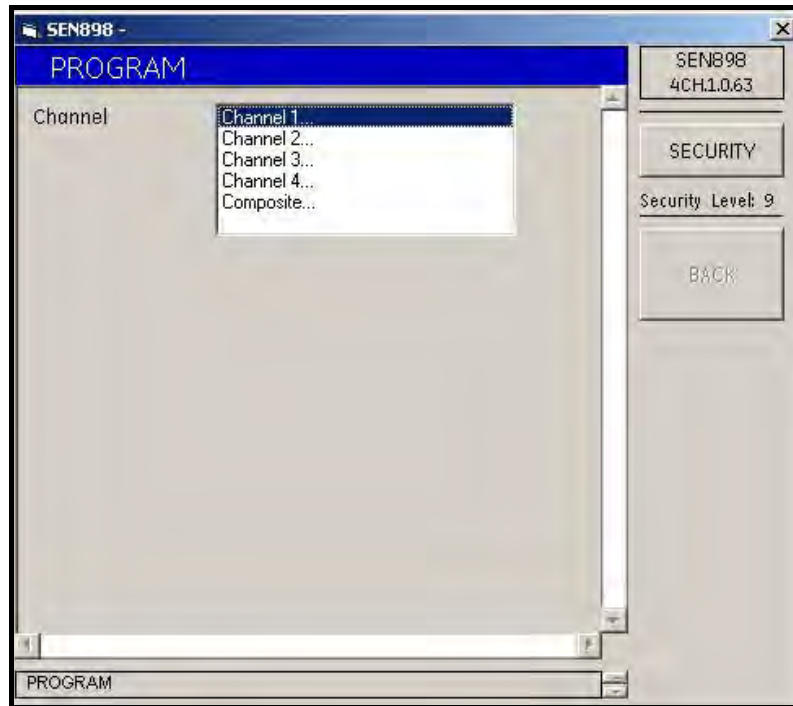 SEN898 -
PROGRAM
SEN898
4CH.1.0.63
Channel
Channel 1...
Channel 2...
Channel 3...
Channel 4...
Composite...
SECURITY
Security Level: 9
BACK
PROGRAM